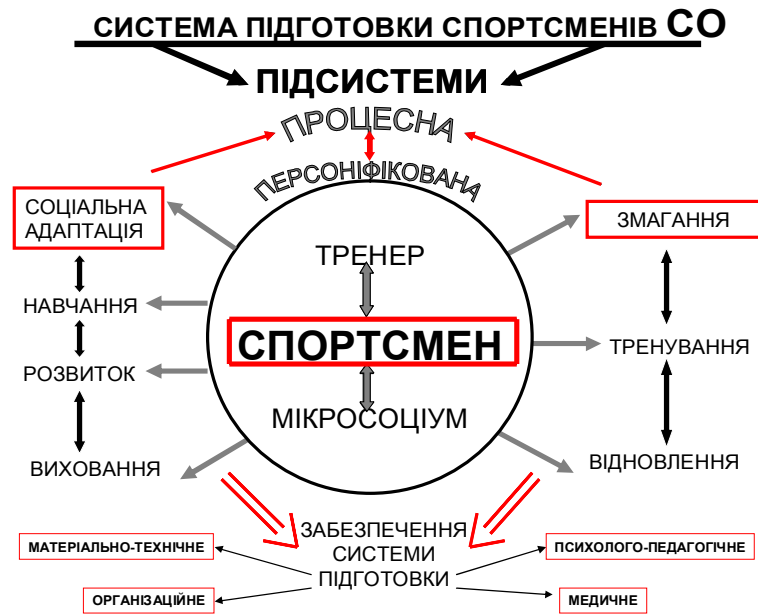 СИСТЕМА ПІДГОТОВКИ СПОРТСМЕНІВ СО
ПІДСИСТЕМИ
ПРОЦЕСНА
ПЕРСОНІФІКОВАНА
СОЦІАЛЬНА
АДАПТАЦІЯ
НАВЧАННЯ
РОЗВИТОК
ВИХОВАННЯ
ТРЕНЕР
СПОРТСМЕН
МІКРОСОЦІУМ
ЗМАГАННЯ
ТРЕНУВАННЯ
ВІДНОВЛЕННЯ
ЗАБЕЗПЕЧЕННЯ
СИСТЕМИ
ПІДГОТОВКИ
МАТЕРІАЛЬНО-ТЕХНІЧНЕ
ОРГАНІЗАЦІЙНЕ
ПСИХОЛОГО-ПЕДАГОГІЧНЕ
МЕДИЧНЕ